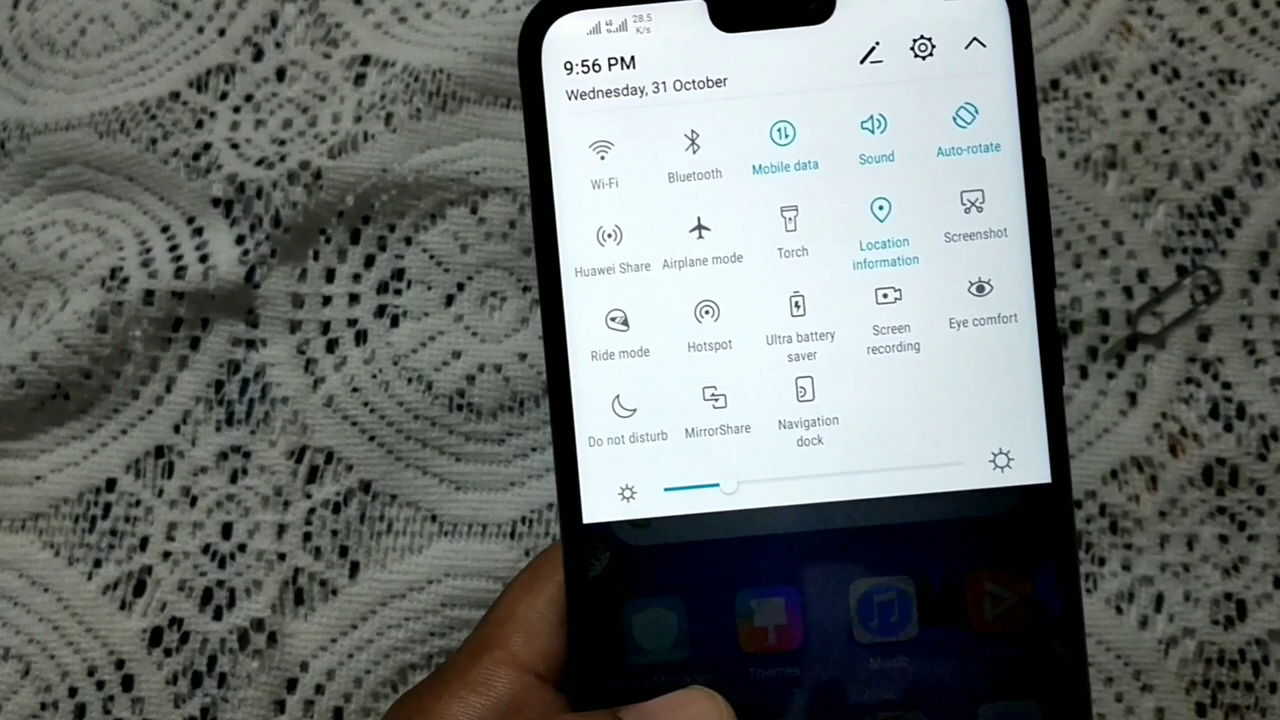 4G 28.5
K/s
9:56 PM
Wednesday, 31 October
Wi-Fi Bluetooth Mobile data Sound Auto-rotate
Huawei Share Airplane mode Torch Location Screenshot
information
Ride mode Hotspot Ultra battery Screen Eye comfort
saver recording
Do not disturb MirrorShare Navigation
dock
Themes Music